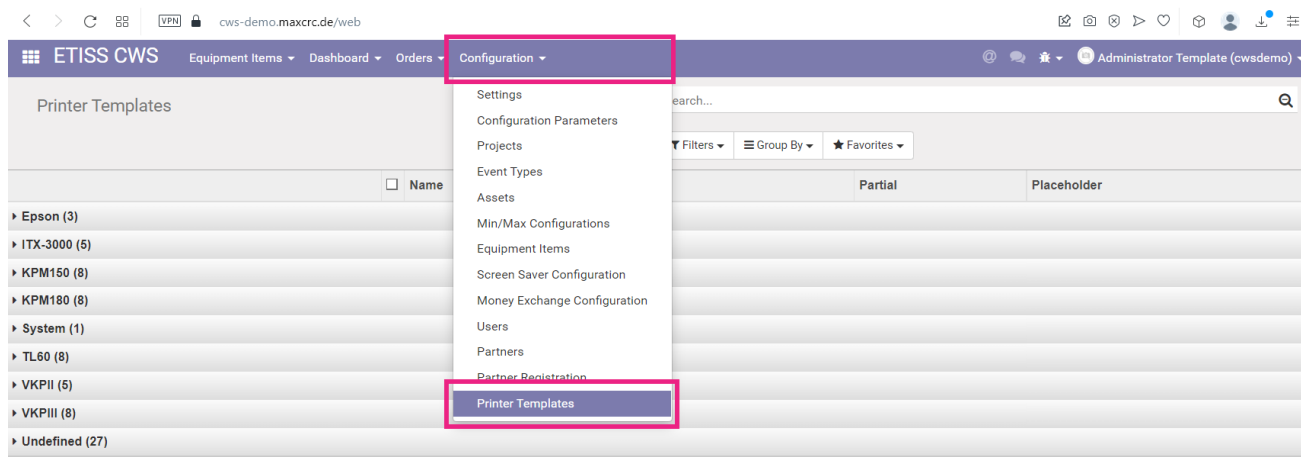 VPN cws-demo.maxcrc.de/web
ETISS CWS Equipment Items Dashboard Orders Configuration @ Administrator Template (cwsdemo)
Printer Templates
earch...
Filters Group By Favorites
Name Partial Placeholder
Epson (3)
ITX-3000 (5)
KPM150 (8)
KPM180 (8)
System (1)
TL60 (8)
VKPII (5)
VKPIII (8)
Undefined (27)
Settings
Configuration Parameters
Projects
Event Types
Assets
Min/Max Configurations
Equipment Items
Screen Saver Configuration
Money Exchange Configuration
Users
Partners
Partner Registration
Printer Templates